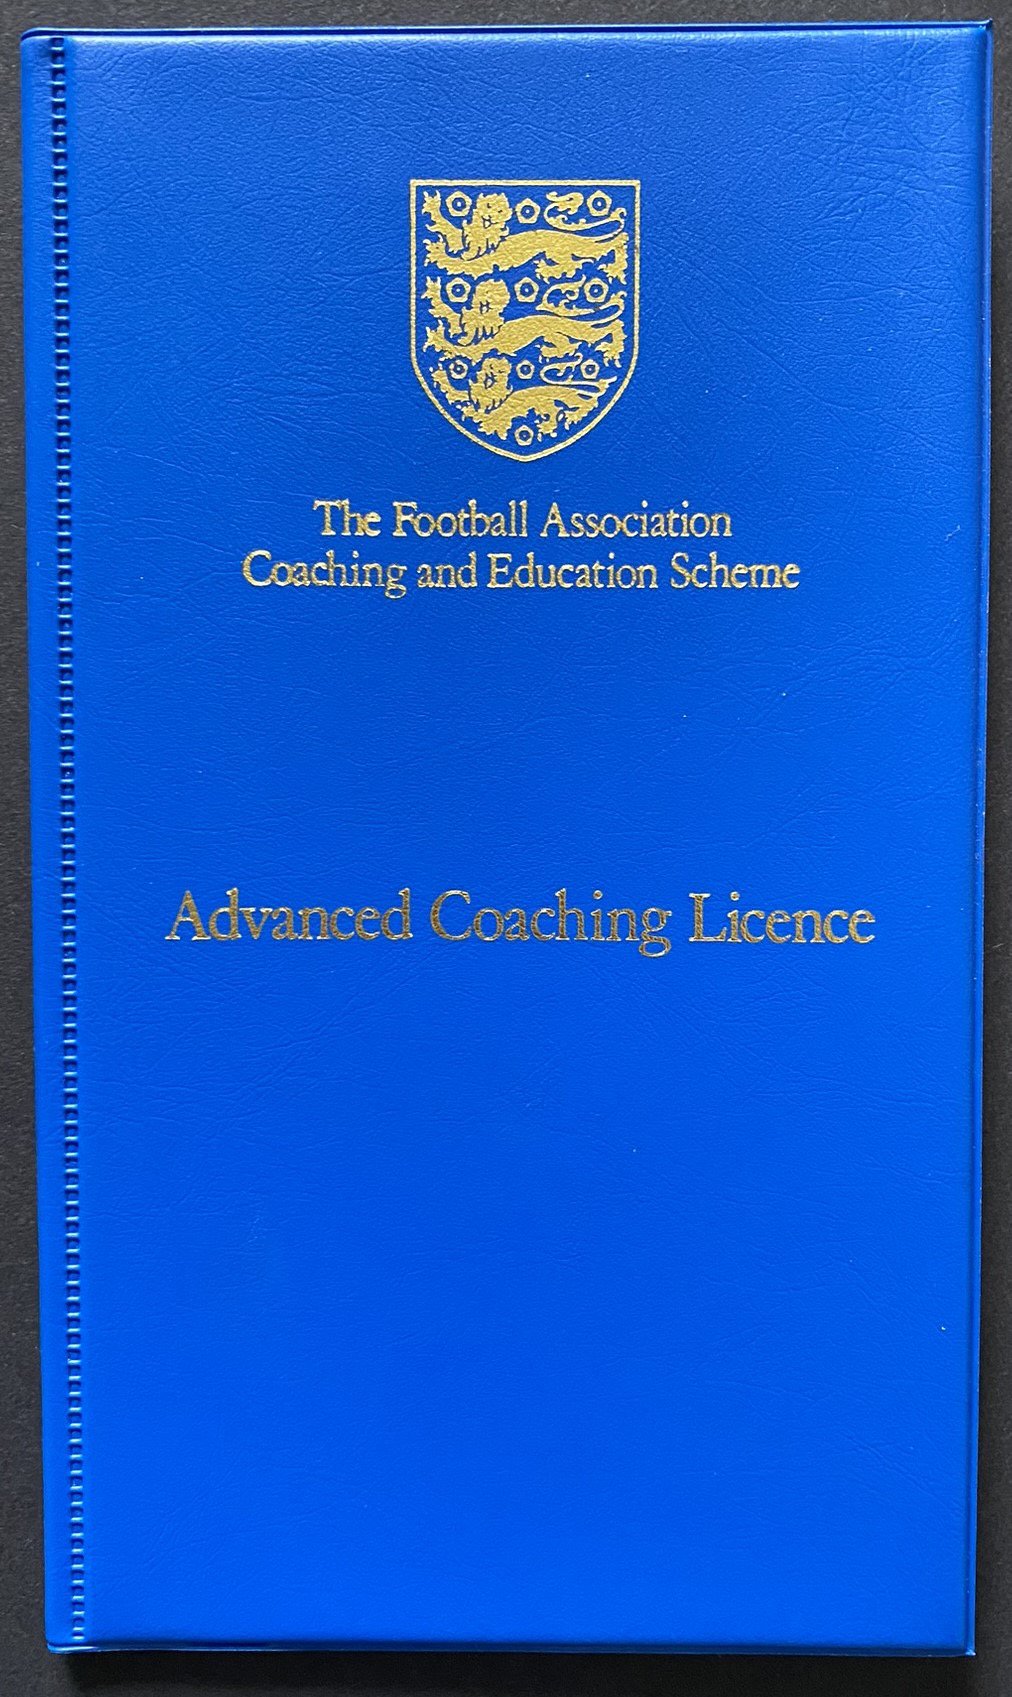 The Football Association
Coaching and Education Scheme
Advanced Coaching Licence